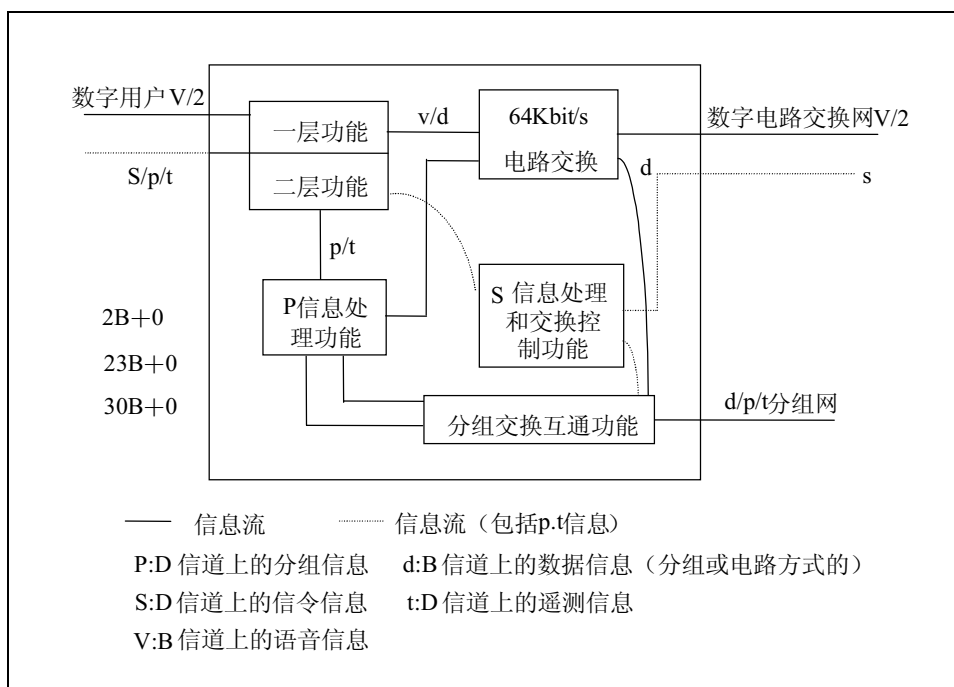 数字用户V/2
一层功能
v/d
64Kbit/s
电路交换
数字电路交换网V/2
S/p/t
二层功能
d
s
p/t
P信息处
理功能
S 信息处理
和交换控
制功能
2B+0
23B+0
30B+0
分组交换互通功能
d/p/t分组网
信息流
信息流（包括p.t信息）
P:D 信道上的分组信息
d:B 信道上的数据信息（分组或电路方式的）
S:D 信道上的信令信息
t:D 信道上的遥测信息
V:B 信道上的语音信息